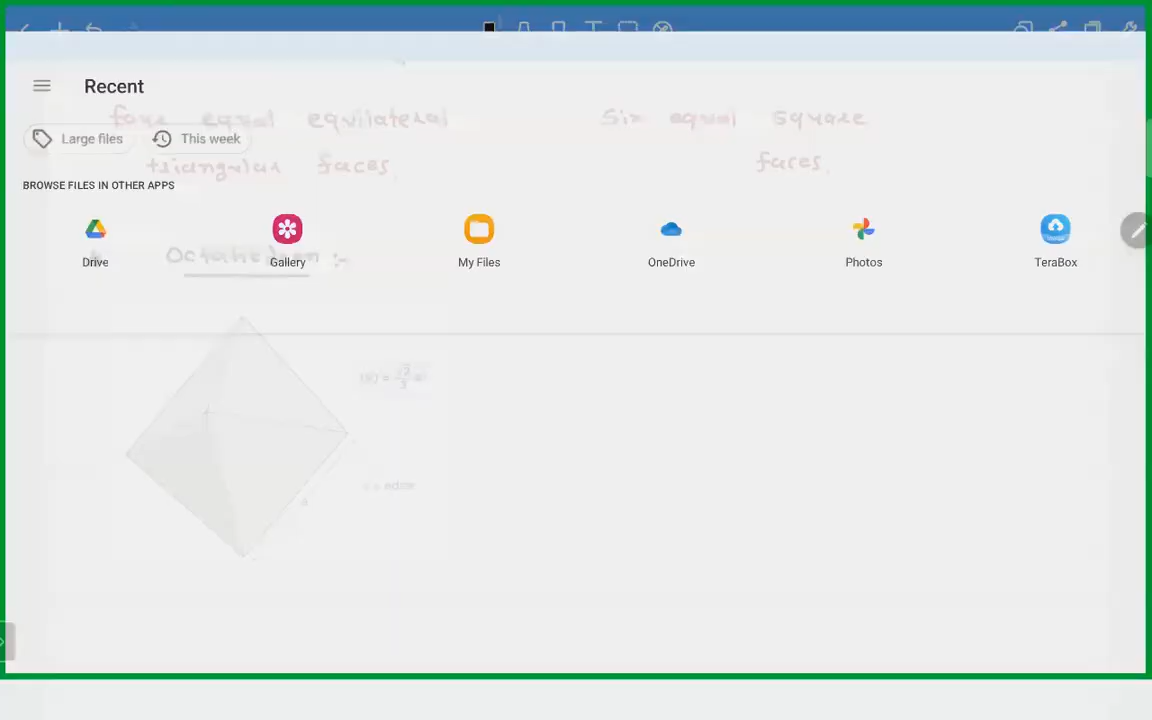 Recent
four equal equilateral
six equal square
Large files
This week
triangular faces.
faces.
BROWSE FILES IN OTHER APPS
Drive
Gallery
My Files
OneDrive
Photos
TeraBox
a
edge